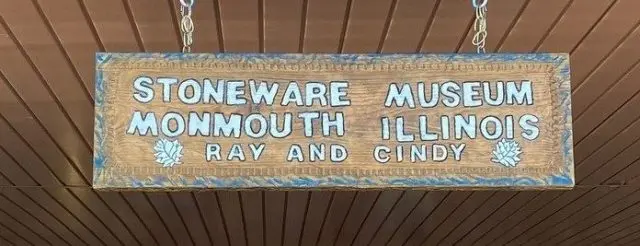 STONEWARE MUSEUM
MONMOUTH ILLINOIS
RAY AND CINDY